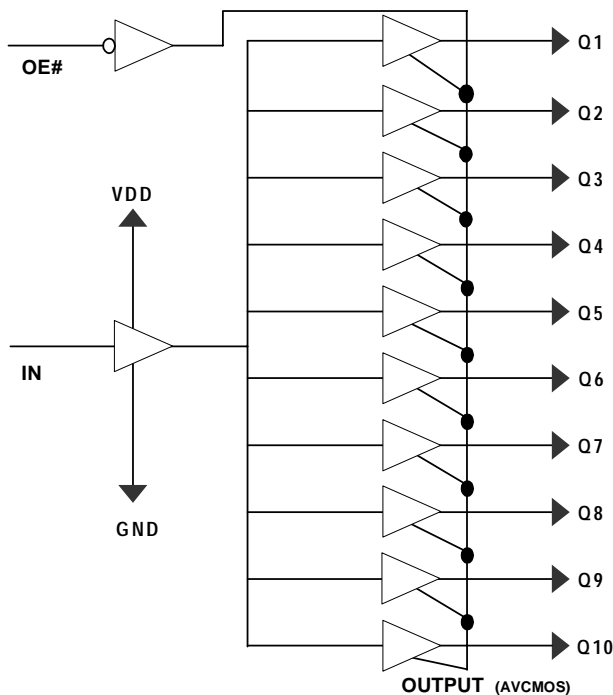 Q1
OE#
Q2
Q3
VDD
Q4
Q5
IN
Q6
Q7
GND
Q8
Q9
Q10
OUTPUT (AVCMOS)